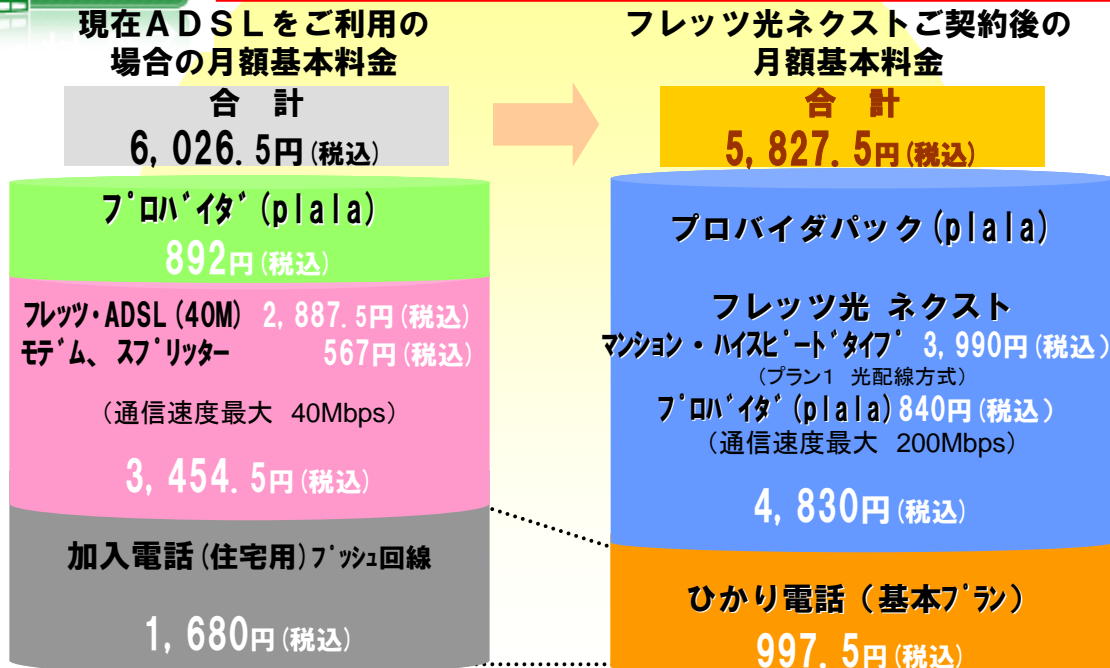 現在ADSLをご利用の
場合の月額基本料金
合 計
6,026.5円(税込)
プロバイダ(plala)
892円(税込)
フレッツ・ADSL(40M) 2,887.5円(税込)
モデム、スプリッター 567円(税込)
(通信速度最大 40Mbps)
3,454.5円(税込)
加入電話(住宅用)プッシュ回線
1,680円(税込)
フレッツ光ネクストご契約後の
月額基本料金
合 計
5,827.5円(税込)
プロバイダパック(plala)
フレッツ光 ネクスト
マンション・ハイスピードタイプ 3,990円(税込)
(プラン1 光配線方式)
プロバイダ(plala)840円(税込)
(通信速度最大 200Mbps)
4,830円(税込)
ひかり電話(基本プラン)
997.5円(税込)